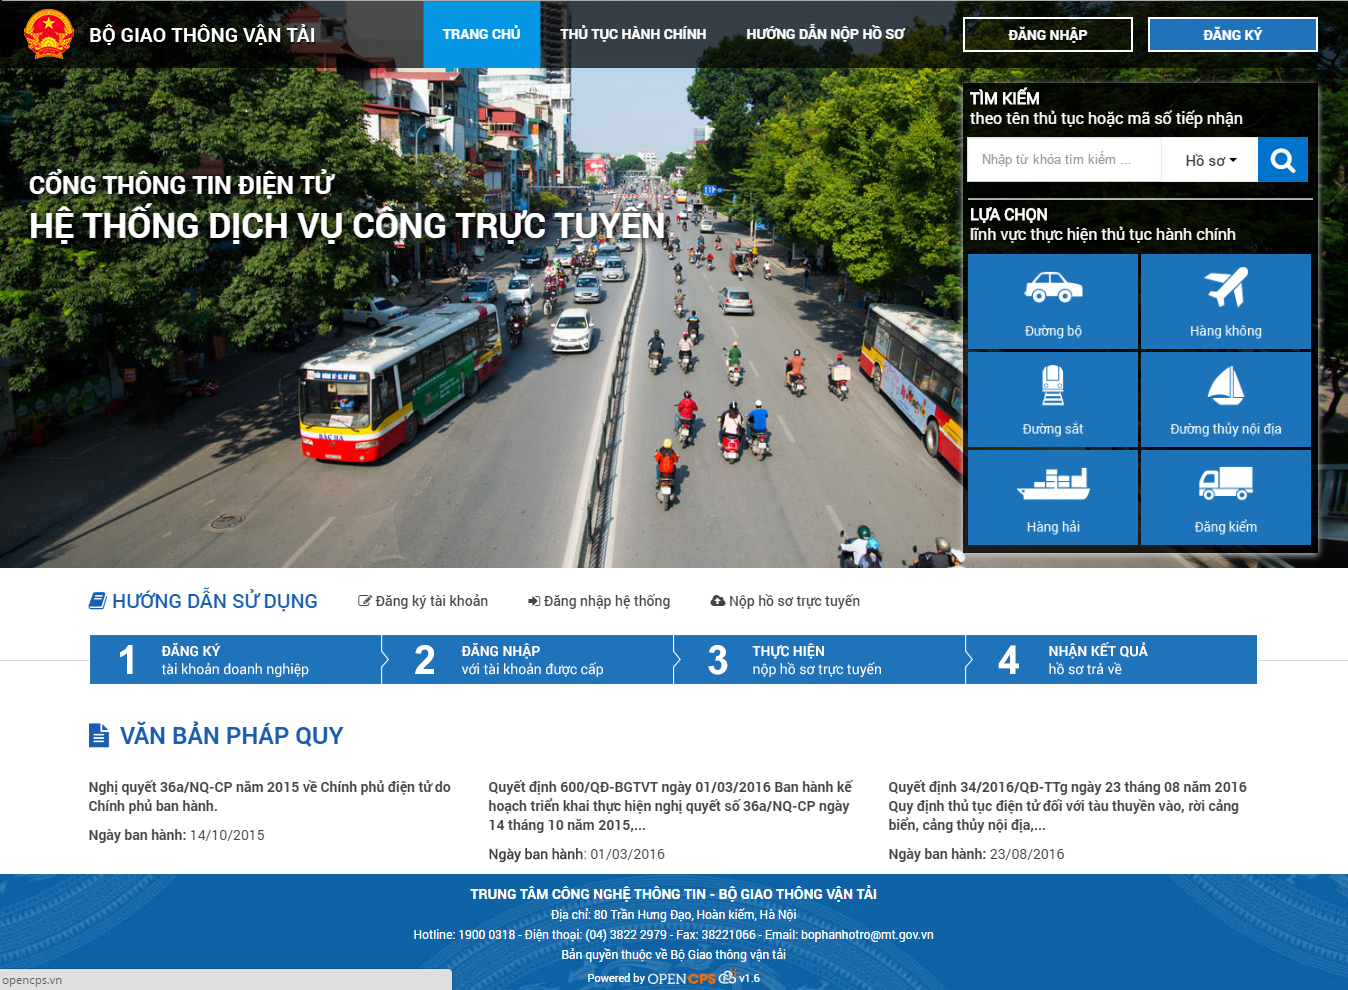 BỘ GIAO THÔNG VẬN TẢI
TRANG CHỦ
THỦ TỤC HÀNH CHÍNH
HƯỚNG DẪN NỘP HỒ SƠ
ĐĂNG NHẬP
ĐĂNG KÝ
CỔNG THÔNG TIN ĐIỆN TỬ
HỆ THỐNG DỊCH VỤ CÔNG TRỰC TUYẾN
TÌM KIẾM
theo tên thủ tục hoặc mã số tiếp nhận
Nhập từ khóa tìm kiếm ...
Hồ sơ
LỰA CHỌN
lĩnh vực thực hiện thủ tục hành chính
Đường bộ
Hàng không
Đường sắt
Đường thủy nội địa
Hàng hải
Đăng kiểm
HƯỚNG DẪN SỬ DỤNG
Đăng ký tài khoản
Đăng nhập hệ thống
Nộp hồ sơ trực tuyến
1 ĐĂNG KÝ
tài khoản doanh nghiệp
2 ĐĂNG NHẬP
với tài khoản được cấp
3 THỰC HIỆN
nộp hồ sơ trực tuyến
4 NHẬN KẾT QUẢ
hồ sơ trả về
VĂN BẢN PHÁP QUY
Nghị quyết 36a/NQ-CP năm 2015 về Chính phủ điện tử do
Chính phủ ban hành.
Ngày ban hành: 14/10/2015
Quyết định 600/QĐ-BGTVT ngày 01/03/2016 Ban hành kế
hoạch triển khai thực hiện nghị quyết số 36a/NQ-CP ngày
14 tháng 10 năm 2015,...
Ngày ban hành: 01/03/2016
Quyết định 34/2016/QĐ-TTg ngày 23 tháng 08 năm 2016
Quy định thủ tục điện tử đối với tàu thuyền vào, rời cảng
biển, cảng thủy nội địa,...
Ngày ban hành: 23/08/2016
TRUNG TÂM CÔNG NGHỆ THÔNG TIN - BỘ GIAO THÔNG VẬN TẢI
Địa chỉ: 80 Trần Hưng Đạo, Hoàn kiếm, Hà Nội
Hotline: 1900 0318 - Điện thoại: (04) 3822 2979 - Fax: 38221066 - Email: bophanhotro@mt.gov.vn
Bản quyền thuộc về Bộ Giao thông vận tải
Powered by OPENCPS v1.6
opencps.vn